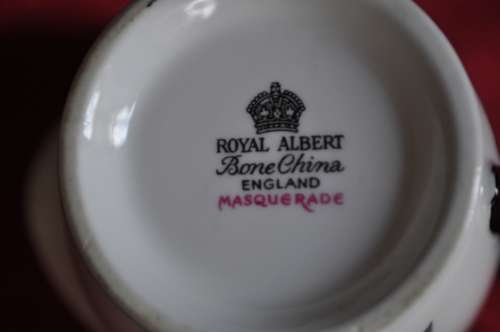 ROYAL ALBERT
Bone China
ENGLAND
MASQUERADE